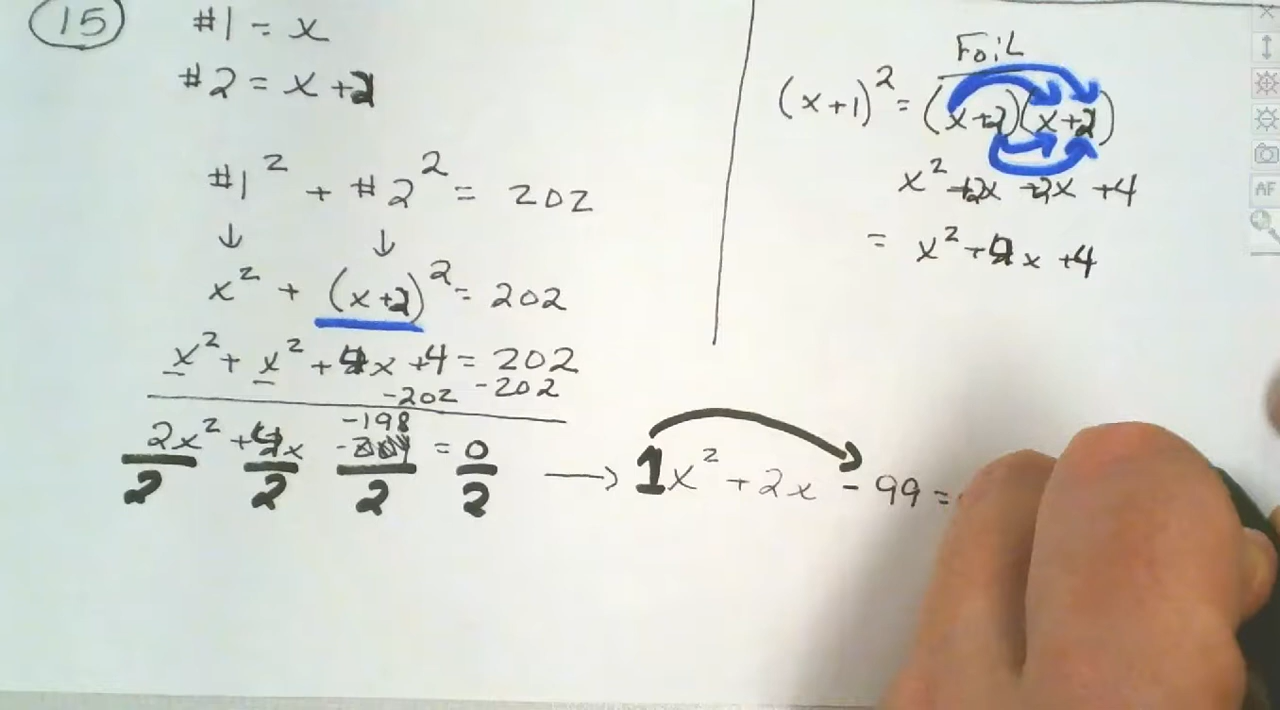 15
#1 = x
#2 = x + 2
#1² + #2² = 202
↓ ↓
x² + (x+2)² = 202
x² + x² + 4x + 4 = 202
-202 -202
-198
2x² + 4x = 0
2 2 2 2
→ 1x² + 2x - 99 =
FoiL
(x+1)² = (x+2)(x+2)
x² + 2x + 2x + 4
= x² + 4x + 4
AF